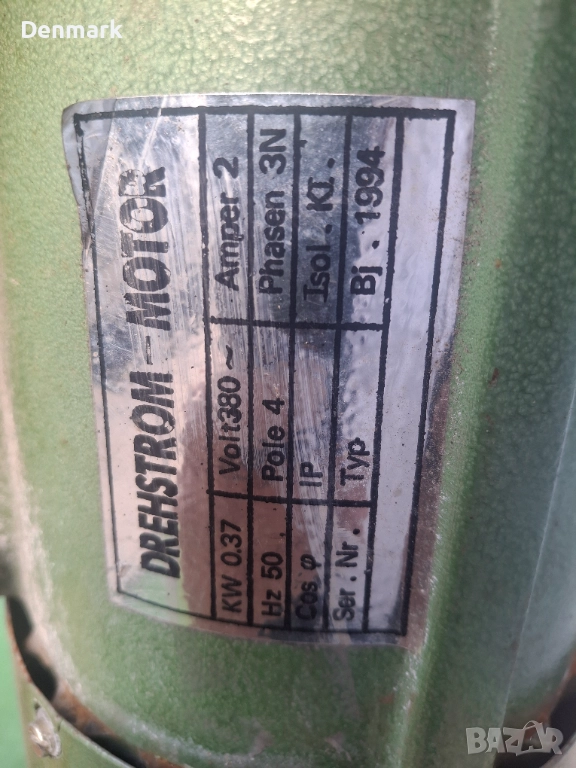 Denmark
DREHSTROM-MOTOR
KW 0.37 Volt 380 ~ Amper 2
Hz 50 Pole 4 Phasen 3N
Cos φ IP Isol. Kl.
Ser. Nr. Typ Bj. 1994
BAZAR